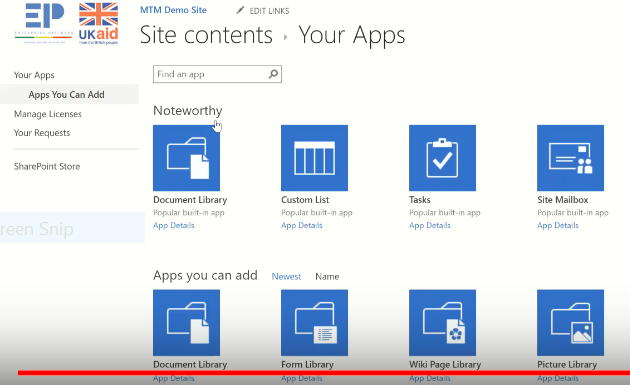 EP
UKaid
from the British people
MTM Demo Site
EDIT LINKS
Site contents › Your Apps
Find an app
Your Apps
Apps You Can Add
Manage Licenses
Your Requests
SharePoint Store
reen Snip
Noteworthy
Document Library
Popular built-in app
App Details
Custom List
Popular built-in app
App Details
Tasks
Popular built-in app
App Details
Site Mailbox
Popular built-in app
App Details
Apps you can add
Newest
Name
Document Library
App Details
Form Library
App Details
Wiki Page Library
App Details
Picture Library
App Details